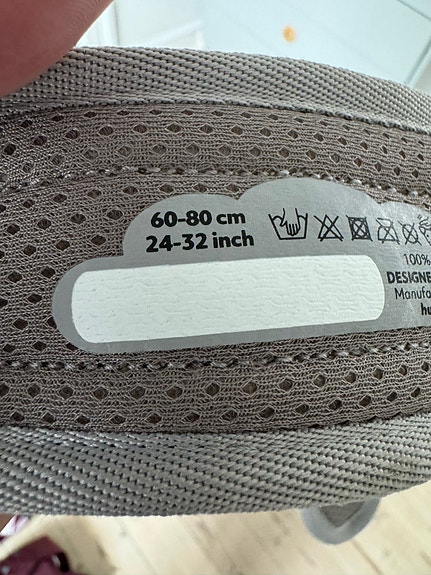 60-80 cm
24-32 inch
100%
DESIGNE
Manufa
hu